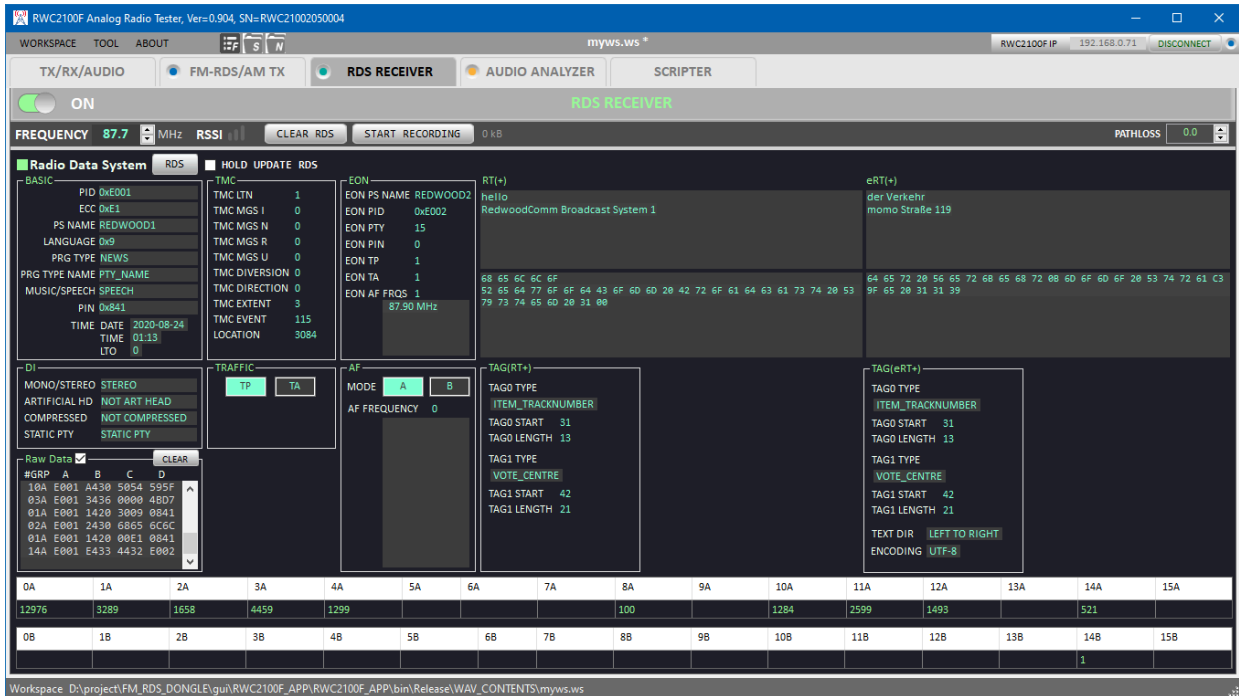 RWC2100F Analog Radio Tester, Ver=0.904, SN=RWC21002050004
WORKSPACE TOOL ABOUT F S N myws.ws * RWC2100F IP 192.168.0.71 DISCONNECT
TX/RX/AUDIO FM-RDS/AM TX RDS RECEIVER AUDIO ANALYZER SCRIPTER
ON RDS RECEIVER
FREQUENCY 87.7 MHz RSSI CLEAR RDS START RECORDING 0 kB PATHLOSS 0.0
Radio Data System RDS HOLD UPDATE RDS
BASIC
PID 0xE001
ECC 0xE1
PS NAME REDWOOD1
LANGUAGE 0x9
PRG TYPE NEWS
PRG TYPE NAME PTY_NAME
MUSIC/SPEECH SPEECH
PIN 0x841
TIME DATE 2020-08-24
TIME 01:13
LTO 0
TMC
TMC LTN 1
TMC MGS I 0
TMC MGS N 0
TMC MGS R 0
TMC MGS U 0
TMC DIVERSION 0
TMC DIRECTION 0
TMC EXTENT 3
TMC EVENT 115
LOCATION 3084
EON
EON PS NAME REDWOOD2
EON PID 0xE002
EON PTY 15
EON PIN 0
EON TP 1
EON TA 1
EON AF FRQS 1
87.90 MHz
RT(+)
hello
RedwoodComm Broadcast System 1
68 65 6C 6C 6F
52 65 64 77 6F 6F 64 43 6F 6D 6D 20 42 72 6F 61 64 63 61 73 74 20 53
79 73 74 65 6D 20 31 00
eRT(+)
der Verkehr
momo Straße 119
64 65 72 20 56 65 72 6B 65 68 72 0B 6D 6F 6D 6F 20 53 74 72 61 C3
9F 65 20 31 31 39
DI
MONO/STEREO STEREO
ARTIFICIAL HD NOT ART HEAD
COMPRESSED NOT COMPRESSED
STATIC PTY STATIC PTY
TRAFFIC
TP TA
AF
MODE A B
AF FREQUENCY 0
TAG(RT+)
TAG0 TYPE
ITEM_TRACKNUMBER
TAG0 START 31
TAG0 LENGTH 13
TAG1 TYPE
VOTE_CENTRE
TAG1 START 42
TAG1 LENGTH 21
TAG(eRT+)
TAG0 TYPE
ITEM_TRACKNUMBER
TAG0 START 31
TAG0 LENGTH 13
TAG1 TYPE
VOTE_CENTRE
TAG1 START 42
TAG1 LENGTH 21
TEXT DIR LEFT TO RIGHT
ENCODING UTF-8
Raw Data CLEAR
#GRP A B C D
10A E001 A430 5054 595F
03A E001 3436 0000 4BD7
01A E001 1420 3009 0841
02A E001 2430 6865 6C6C
01A E001 1420 00E1 0841
14A E001 E433 4432 E002
0A 1A 2A 3A 4A 5A 6A 7A 8A 9A 10A 11A 12A 13A 14A 15A
12976 3289 1658 4459 1299 100 1284 2599 1493 521
0B 1B 2B 3B 4B 5B 6B 7B 8B 9B 10B 11B 12B 13B 14B 15B
1
Workspace D:\project\FM_RDS_DONGLE\gui\RWC2100F_APP\RWC2100F_APP\bin\Release\WAV_CONTENTS\myws.ws